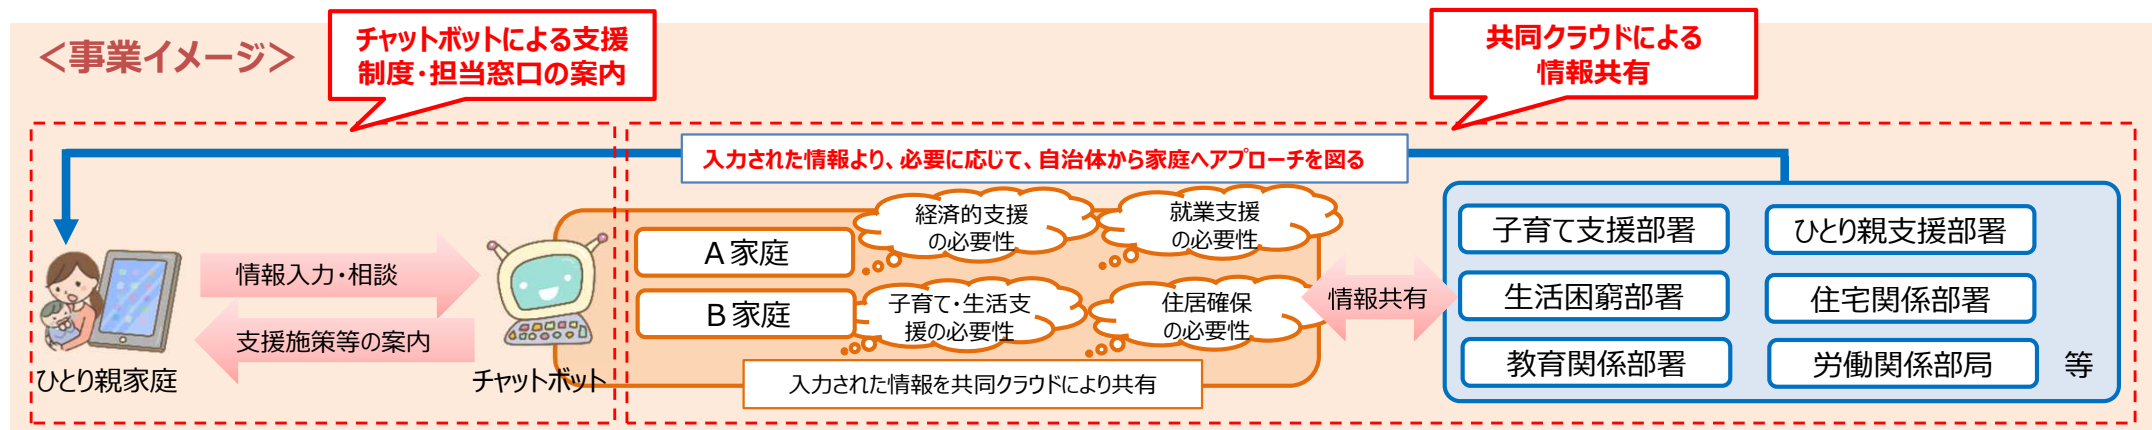 ＜事業イメージ＞
チャットボットによる支援
制度・担当窓口の案内
共同クラウドによる
情報共有
入力された情報より、必要に応じて、自治体から家庭へアプローチを図る
情報入力・相談
支援施策等の案内
ひとり親家庭
チャットボット
Ａ家庭
Ｂ家庭
経済的支援
の必要性
就業支援
の必要性
子育て・生活支
援の必要性
住居確保
の必要性
入力された情報を共同クラウドにより共有
情報共有
子育て支援部署
ひとり親支援部署
生活困窮部署
住宅関係部署
教育関係部署
労働関係部局
等